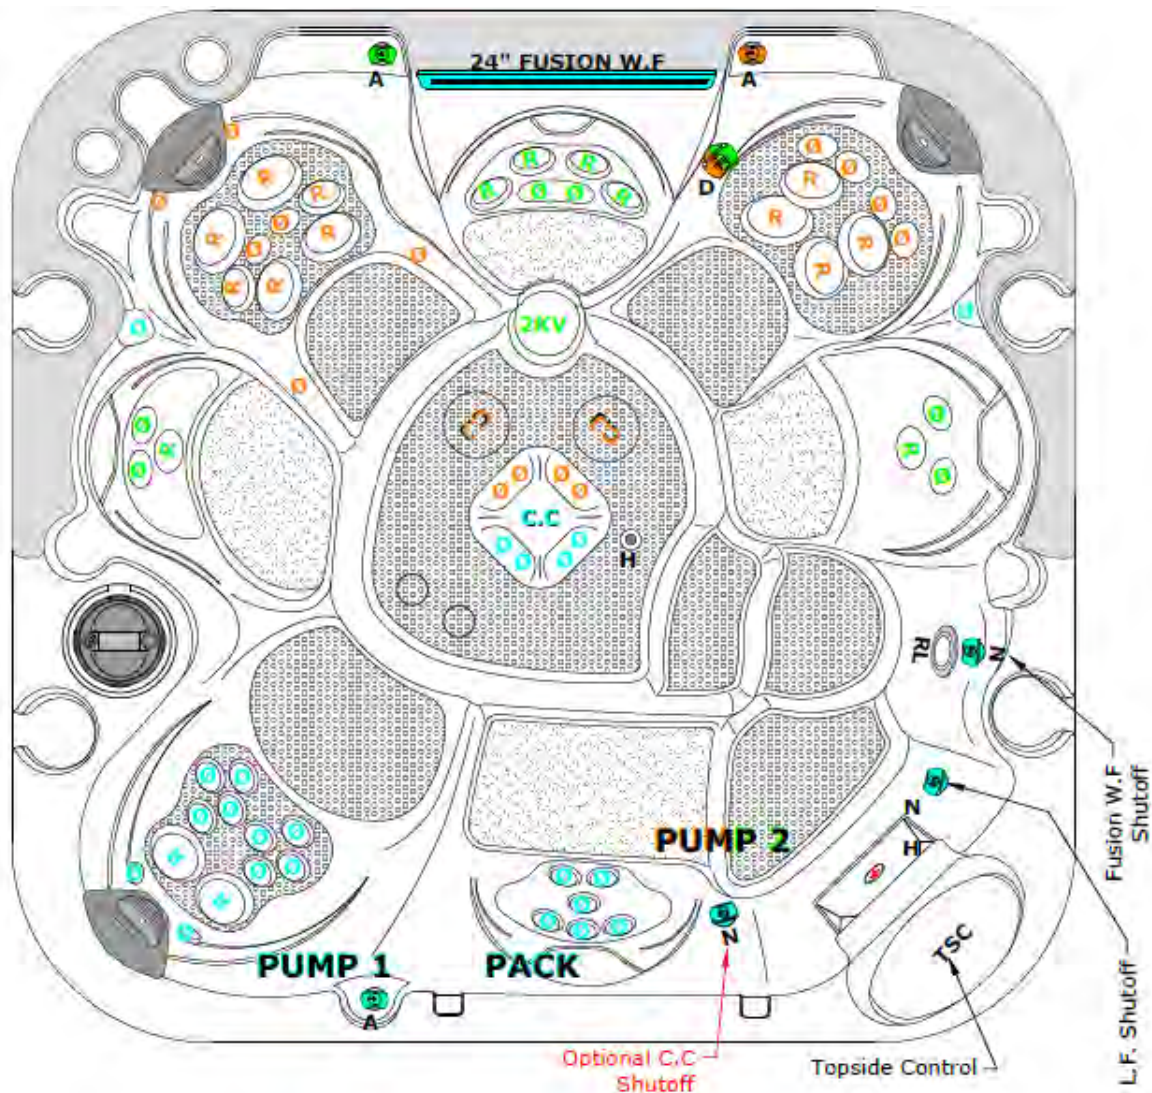 24" FUSION W.F
A
A
D
R
R
R
Ø
Ø
R
Ø
R
Ø
R
Ø
Ø
Ø
R
R
Ø
R
Ø
R
Ø
R
R
Ø
R
R
R
Ø
Ø
2KV
Ø
Ø
Ø
Ø
Ø
R
R
Ø
Ø
Ø
Ø
Ø
Ø
C.C
Ø
Ø
Ø
Ø
H
RL
N
Fusion W.F
Shutoff
Ø
Ø
Ø
Ø
Ø
Ø
Ø
Ø
Ø
Ø
N
H
PUMP 2
Ø
Ø
Ø
Ø
Ø
Ø
N
TSC
PUMP 1
PACK
A
L.F. Shutoff
Optional C.C
Shutoff
Topside Control